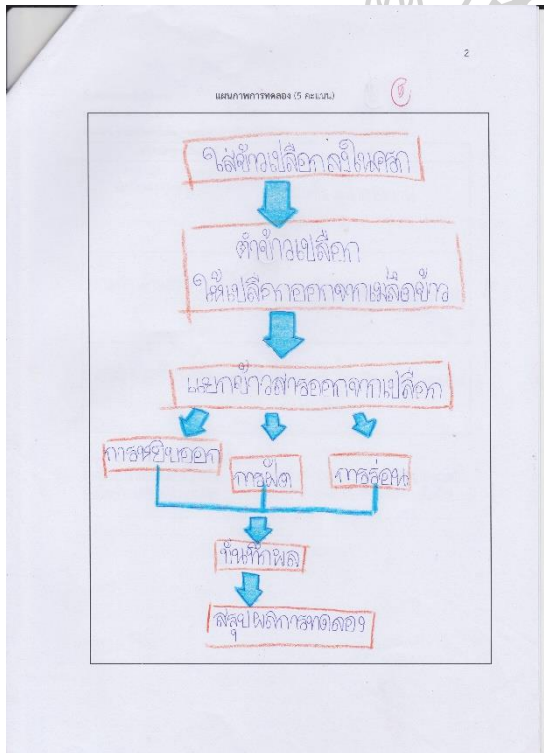 2
แผนภาพการทดลอง (5 คะแนน)
ใส่ข้าวเปลือกลงในครก
ตำข้าวเปลือก
ให้เปลือกออกจากเมล็ดข้าว
แยกข้าวสารออกจากเปลือก
การหยิบออก
การฝัด
การร่อน
บันทึกผล
สรุปผลการทดลอง